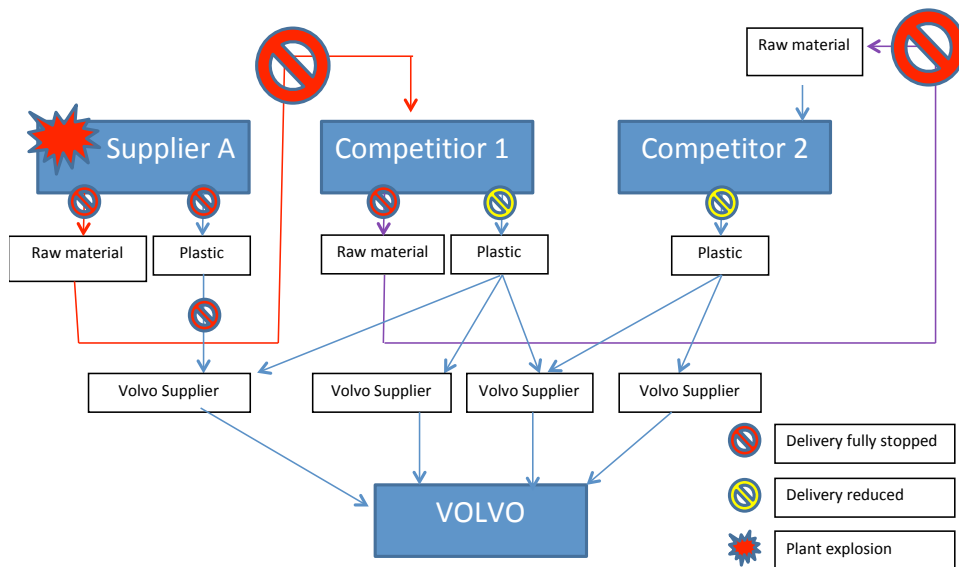 Raw material
Supplier A
Competitior 1
Competitor 2
Raw material
Plastic
Raw material
Plastic
Plastic
Volvo Supplier
Volvo Supplier
Volvo Supplier
Volvo Supplier
Delivery fully stopped
Delivery reduced
VOLVO
Plant explosion